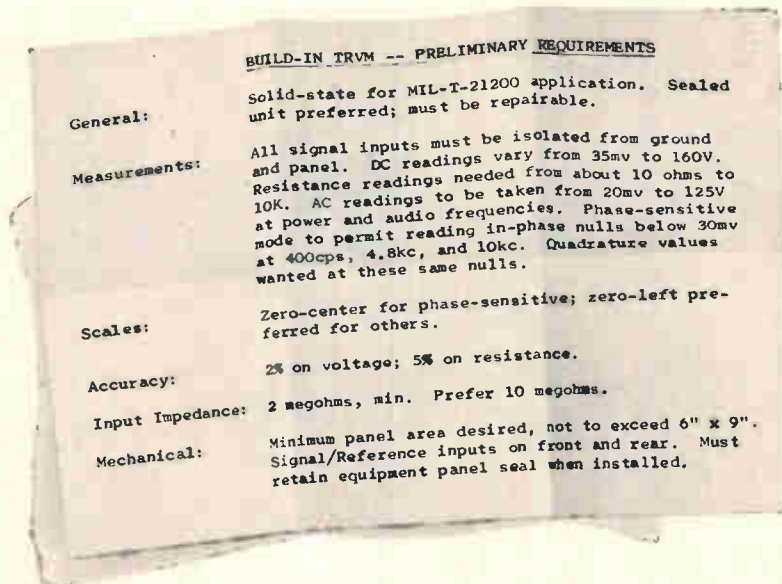 BUILD-IN TRVM -- PRELIMINARY REQUIREMENTS
General: Solid-state for MIL-T-21200 application. Sealed
unit preferred; must be repairable.
Measurements: All signal inputs must be isolated from ground
and panel. DC readings vary from 35mv to 160V.
Resistance readings needed from about 10 ohms to
10K. AC readings to be taken from 20mv to 125V
at power and audio frequencies. Phase-sensitive
mode to permit reading in-phase nulls below 30mv
at 400cps, 4.8kc, and 10kc. Quadrature values
wanted at these same nulls.
Scales: Zero-center for phase-sensitive; zero-left pre-
ferred for others.
Accuracy: 2% on voltage; 5% on resistance.
Input Impedance: 2 megohms, min. Prefer 10 megohms.
Mechanical: Minimum panel area desired, not to exceed 6" x 9".
Signal/Reference inputs on front and rear. Must
retain equipment panel seal when installed.